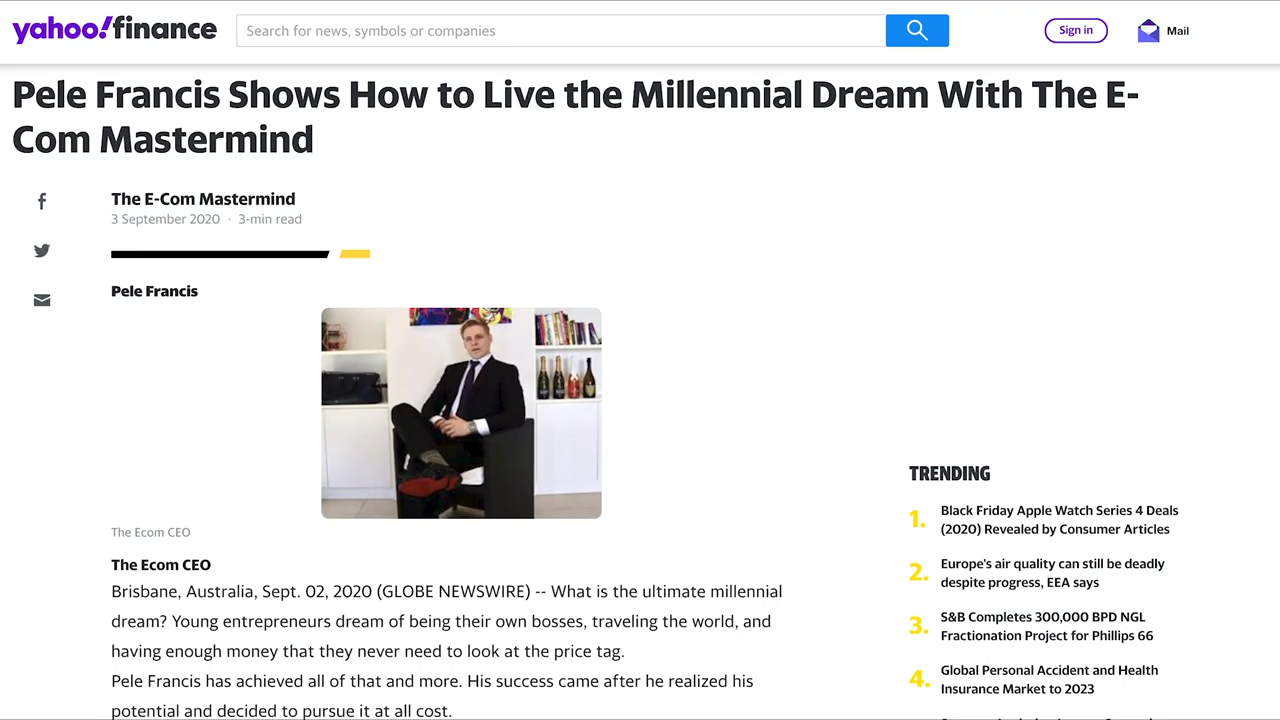 yahoo!finance
Search for news, symbols or companies
Sign in
Mail
Pele Francis Shows How to Live the Millennial Dream With The E-
Com Mastermind
The E-Com Mastermind
3 September 2020 · 3-min read
Pele Francis
The Ecom CEO
The Ecom CEO
Brisbane, Australia, Sept. 02, 2020 (GLOBE NEWSWIRE) -- What is the ultimate millennial
dream? Young entrepreneurs dream of being their own bosses, traveling the world, and
having enough money that they never need to look at the price tag.
Pele Francis has achieved all of that and more. His success came after he realized his
potential and decided to pursue it at all cost.
TRENDING
1. Black Friday Apple Watch Series 4 Deals
(2020) Revealed by Consumer Articles
2. Europe's air quality can still be deadly
despite progress, EEA says
3. S&B Completes 300,000 BPD NGL
Fractionation Project for Phillips 66
4. Global Personal Accident and Health
Insurance Market to 2023